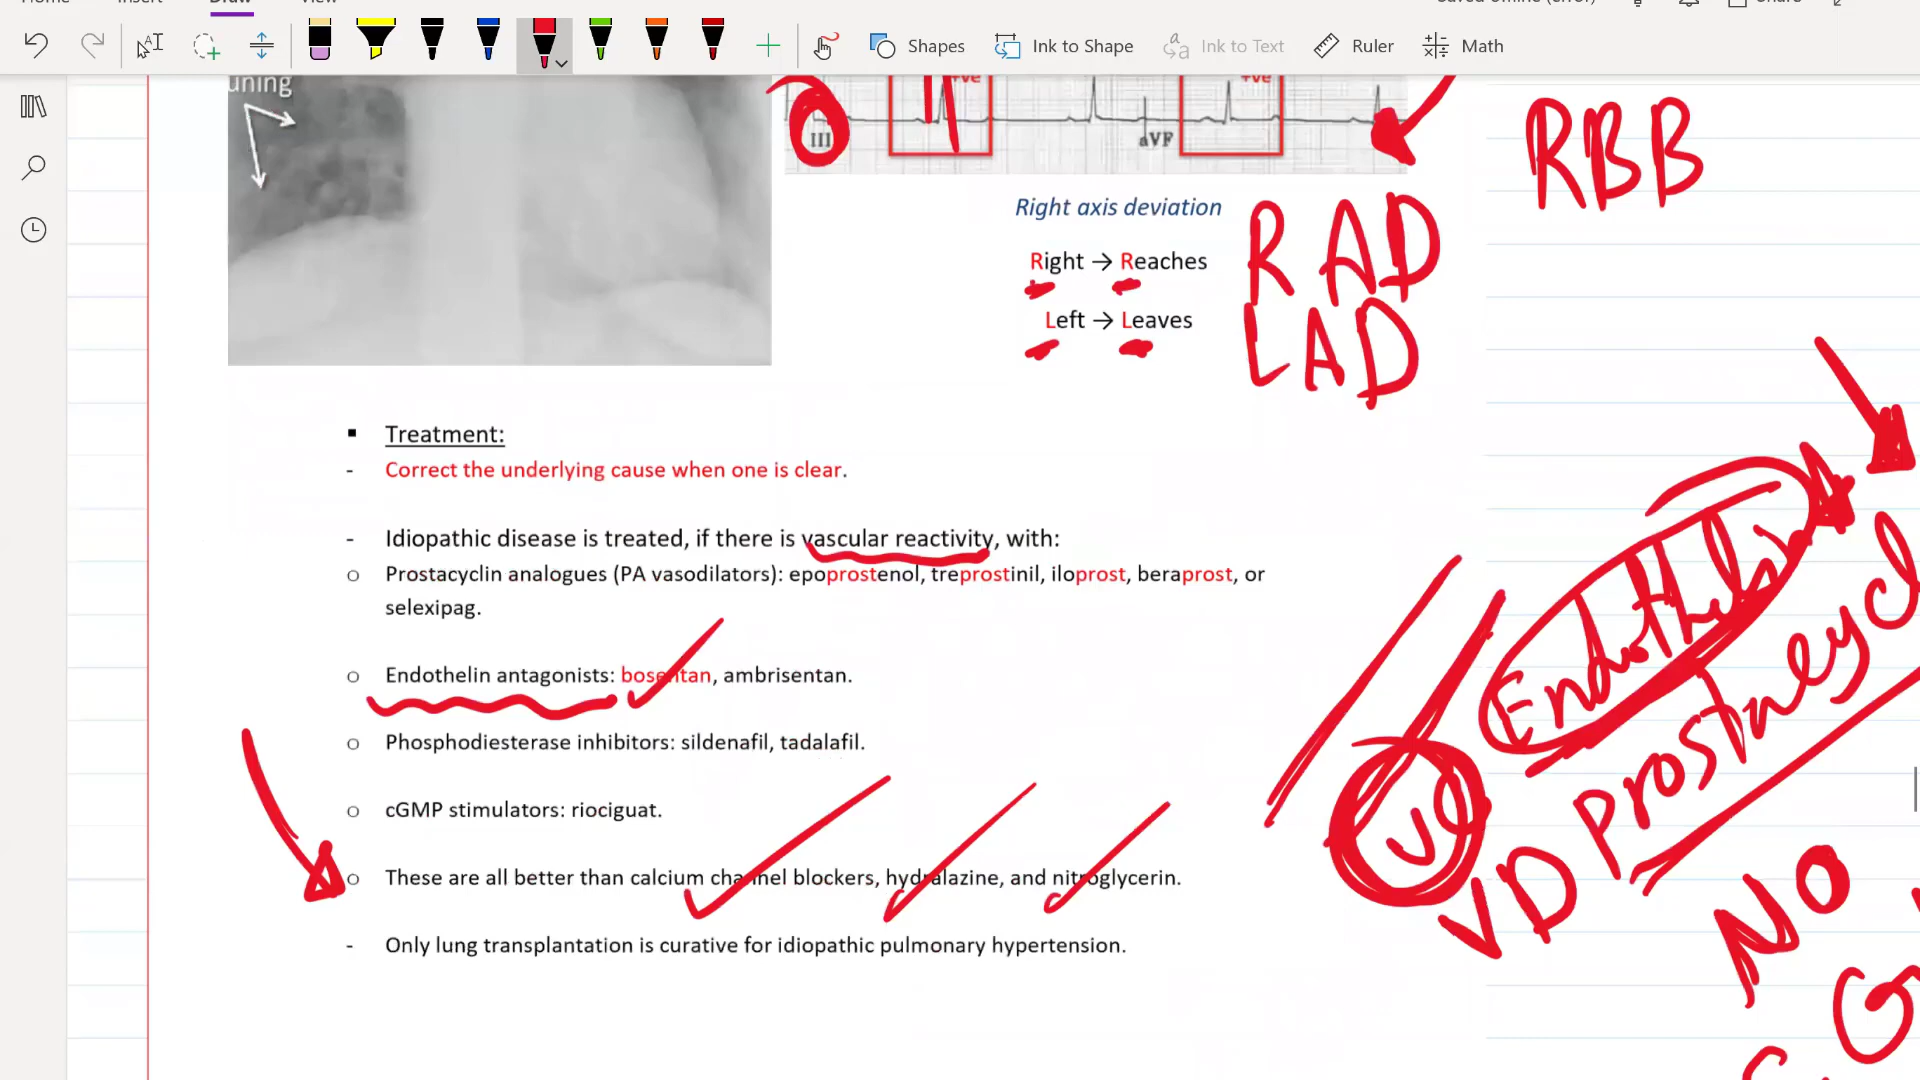 Home Insert Draw View Share
Shapes Ink to Shape Ink to Text Ruler Math
uning
+ve +ve
III aVF
RBB
Right axis deviation
Right → Reaches
RAD
Left → Leaves
LAD
▪ Treatment:
- Correct the underlying cause when one is clear.
- Idiopathic disease is treated, if there is vascular reactivity, with:
o Prostacyclin analogues (PA vasodilators): epoprostenol, treprostinil, iloprost, beraprost, or
selexipag.
o Endothelin antagonists: bosentan, ambrisentan.
o Phosphodiesterase inhibitors: sildenafil, tadalafil.
o cGMP stimulators: riociguat.
o These are all better than calcium channel blockers, hydralazine, and nitroglycerin.
- Only lung transplantation is curative for idiopathic pulmonary hypertension.
Endothelin
VD
NO